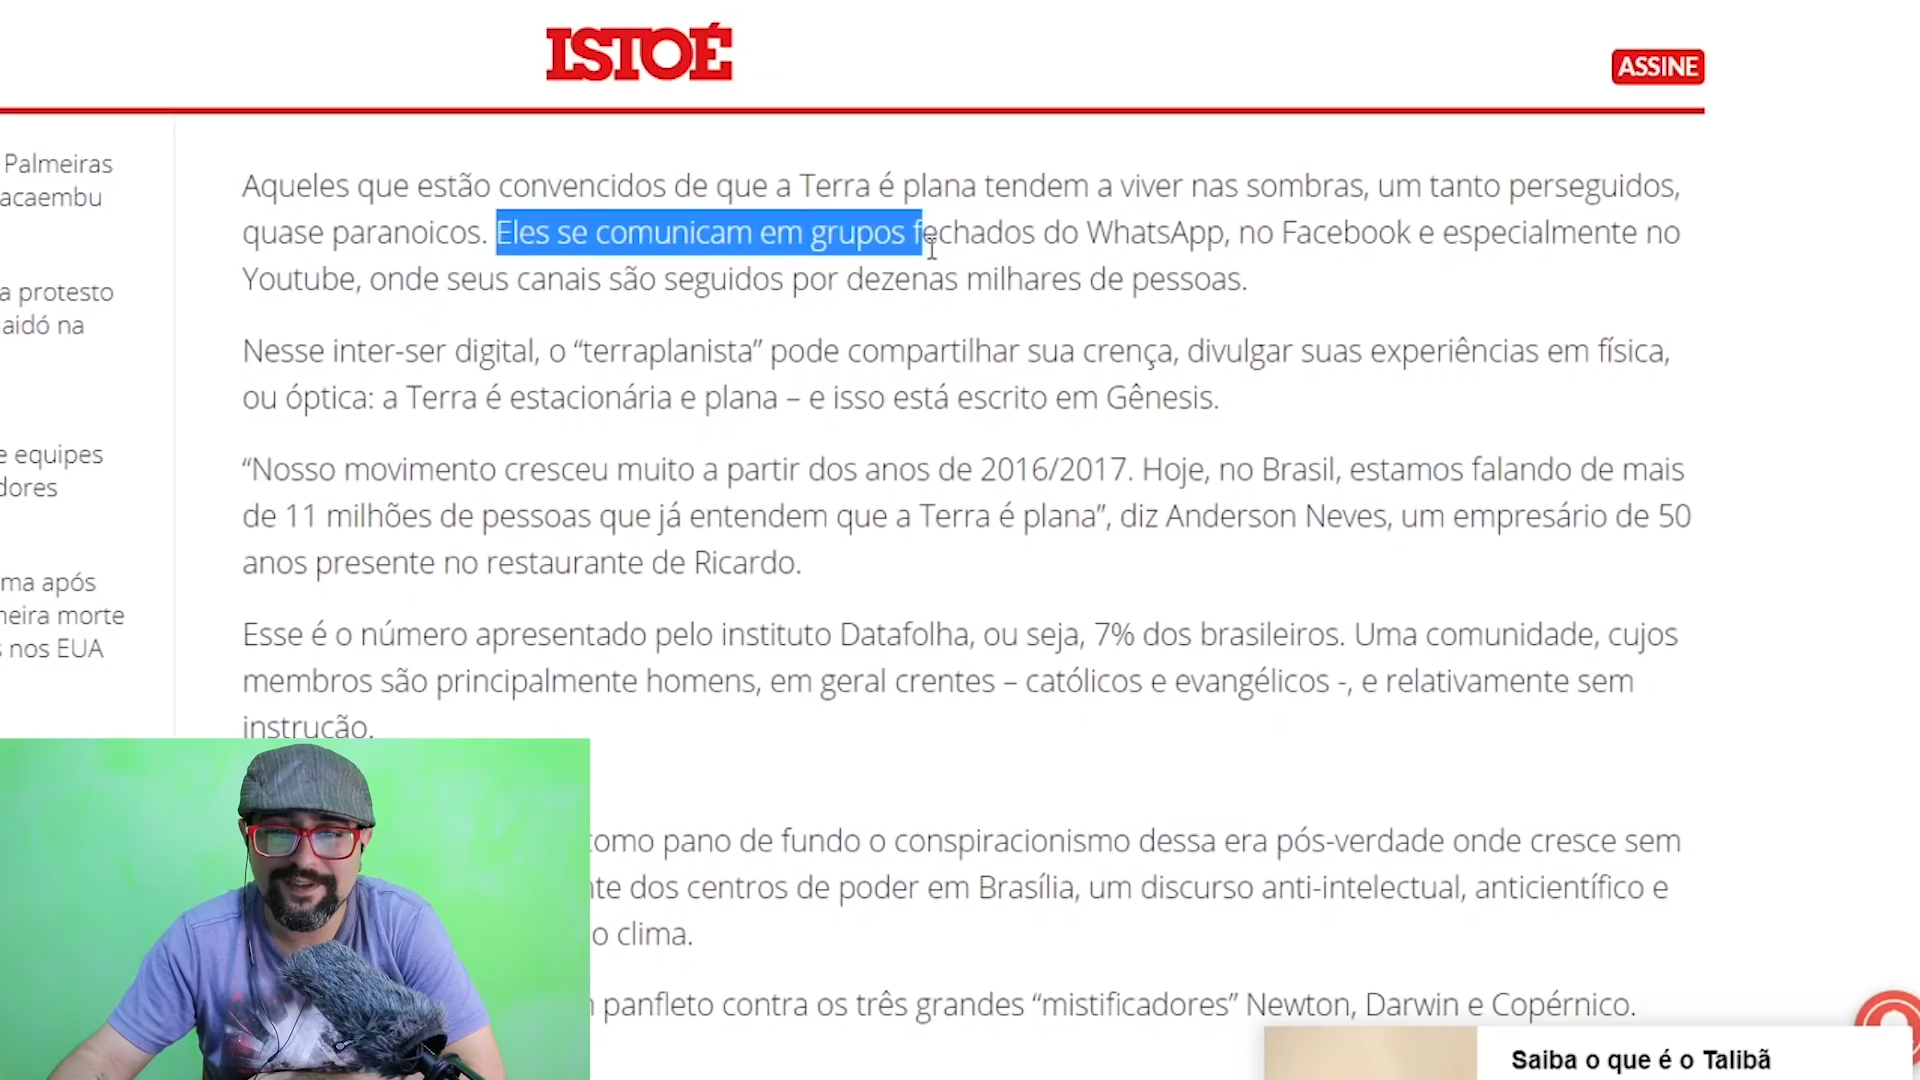 ISTOÉ
ASSINE
Palmeiras
acaembu
a protesto
aidó na
e equipes
dores
ma após
neira morte
s nos EUA
Aqueles que estão convencidos de que a Terra é plana tendem a viver nas sombras, um tanto perseguidos,
quase paranoicos. Eles se comunicam em grupos fechados do WhatsApp, no Facebook e especialmente no
Youtube, onde seus canais são seguidos por dezenas milhares de pessoas.
Nesse inter-ser digital, o “terraplanista” pode compartilhar sua crença, divulgar suas experiências em física,
ou óptica: a Terra é estacionária e plana – e isso está escrito em Gênesis.
“Nosso movimento cresceu muito a partir dos anos de 2016/2017. Hoje, no Brasil, estamos falando de mais
de 11 milhões de pessoas que já entendem que a Terra é plana”, diz Anderson Neves, um empresário de 50
anos presente no restaurante de Ricardo.
Esse é o número apresentado pelo instituto Datafolha, ou seja, 7% dos brasileiros. Uma comunidade, cujos
membros são principalmente homens, em geral crentes – católicos e evangélicos -, e relativamente sem
instrução.
como pano de fundo o conspiracionismo dessa era pós-verdade onde cresce sem
nte dos centros de poder em Brasília, um discurso anti-intelectual, anticientífico e
o clima.
panfleto contra os três grandes “mistificadores” Newton, Darwin e Copérnico.
Saiba o que é o Talibã